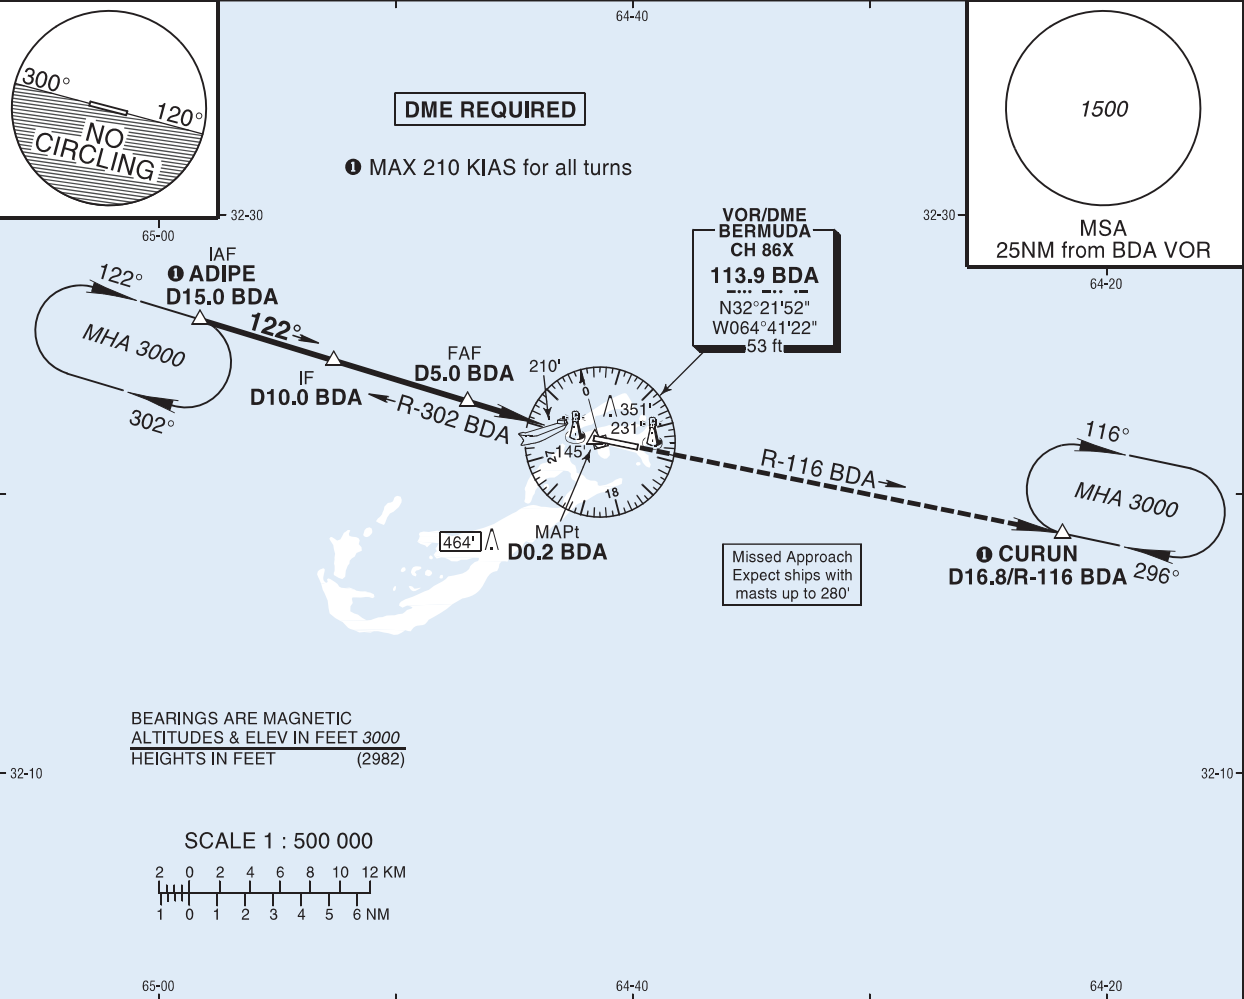 64-40
300°
120°
NO
CIRCLING
DME REQUIRED
1 MAX 210 KIAS for all turns
1500
MSA
25NM from BDA VOR
32-30
32-30
65-00
64-20
VOR/DME
BERMUDA
CH 86X
113.9 BDA
N32°21'52"
W064°41'22"
53 ft
IAF
1 ADIPE
D15.0 BDA
122°
MHA 3000
302°
122°
IF
D10.0 BDA
FAF
D5.0 BDA
R-302 BDA
210'
0
351'
231'
145'
27
18
MAPt
D0.2 BDA
464'
R-116 BDA
116°
MHA 3000
296°
1 CURUN
D16.8/R-116 BDA
Missed Approach
Expect ships with
masts up to 280'
BEARINGS ARE MAGNETIC
ALTITUDES & ELEV IN FEET 3000
HEIGHTS IN FEET (2982)
32-10
32-10
SCALE 1 : 500 000
2 0 2 4 6 8 10 12 KM
1 0 1 2 3 4 5 6 NM
65-00
64-40
64-20